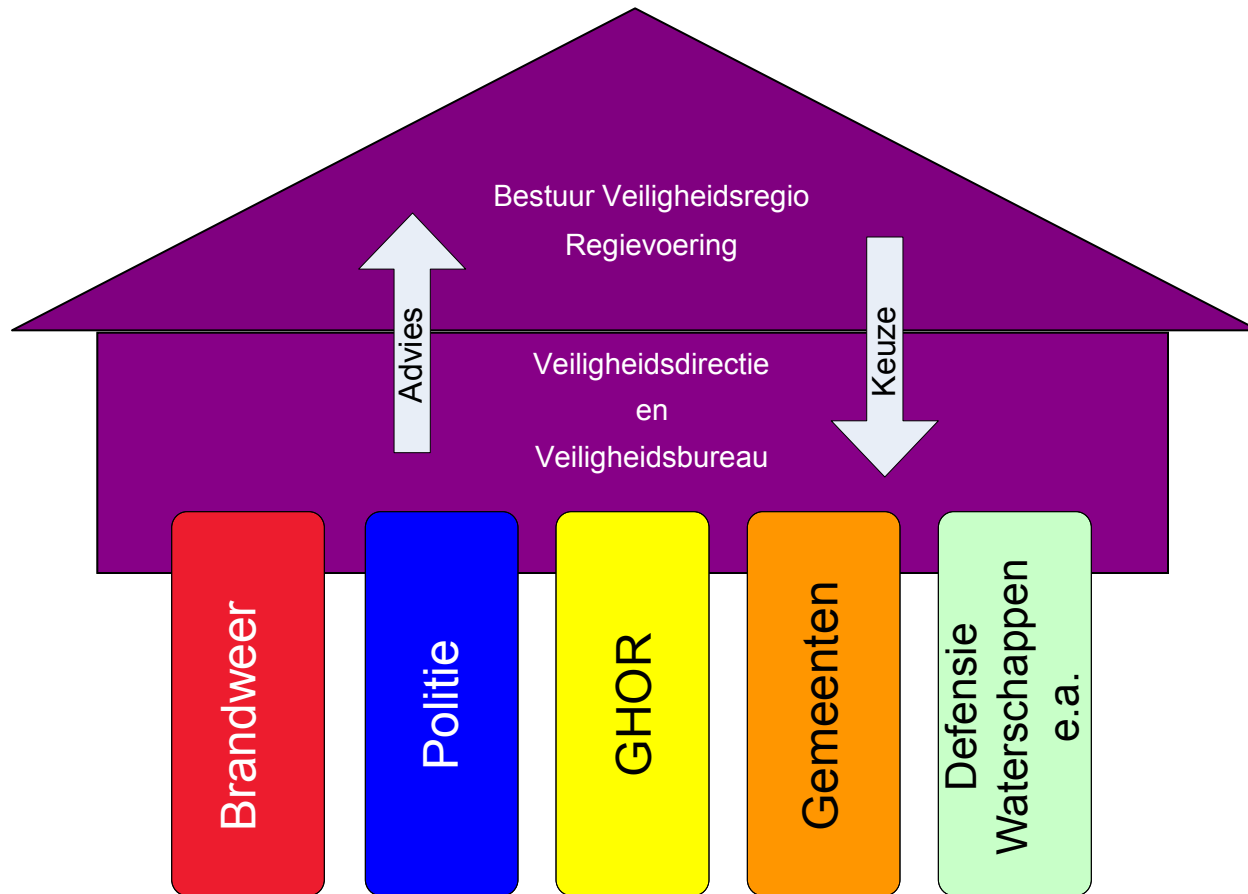 Bestuur Veiligheidsregio
Regievoering
Advies
Keuze
Veiligheidsdirectie
en
Veiligheidsbureau
Brandweer
Politie
GHOR
Gemeenten
Defensie
Waterschappen
e.a.